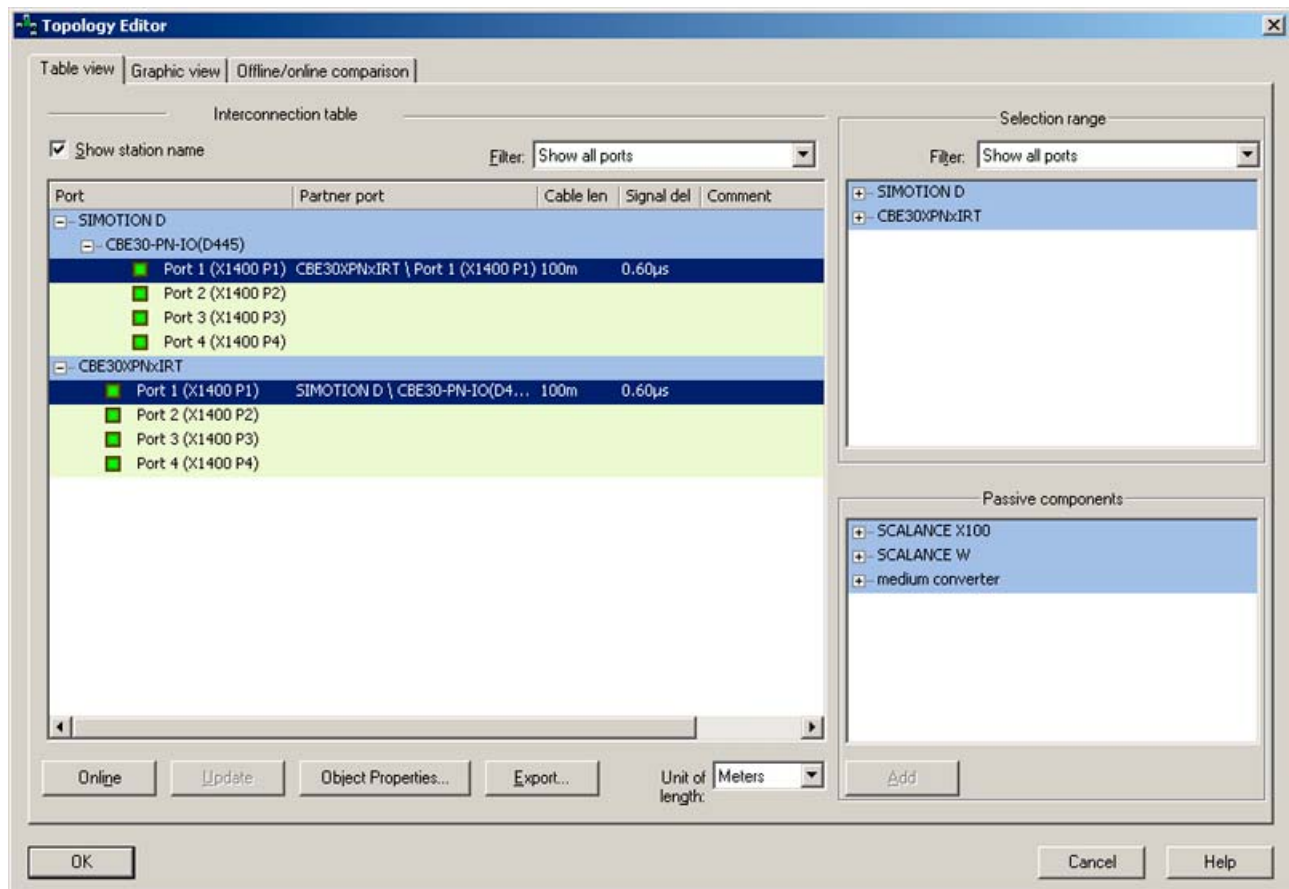 Topology Editor
Table view Graphic view Offline/online comparison
Interconnection table
Show station name Filter: Show all ports
Port Partner port Cable len Signal del Comment
SIMOTION D
CBE30-PN-IO(D445)
Port 1 (X1400 P1) CBE30XPNxIRT \ Port 1 (X1400 P1) 100m 0.60µs
Port 2 (X1400 P2)
Port 3 (X1400 P3)
Port 4 (X1400 P4)
CBE30XPNxIRT
Port 1 (X1400 P1) SIMOTION D \ CBE30-PN-IO(D4... 100m 0.60µs
Port 2 (X1400 P2)
Port 3 (X1400 P3)
Port 4 (X1400 P4)
Online Update Object Properties... Export... Unit of length: Meters
Selection range
Filter: Show all ports
SIMOTION D
CBE30XPNxIRT
Passive components
SCALANCE X100
SCALANCE W
medium converter
Add
OK Cancel Help